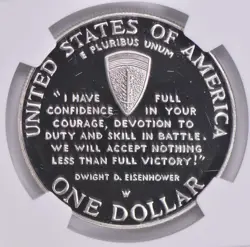 UNITED STATES OF AMERICA
E PLURIBUS UNUM
"I HAVE FULL
CONFIDENCE IN YOUR
COURAGE, DEVOTION TO
DUTY AND SKILL IN BATTLE.
WE WILL ACCEPT NOTHING
LESS THAN FULL VICTORY!"
DWIGHT D. EISENHOWER
W
ONE DOLLAR